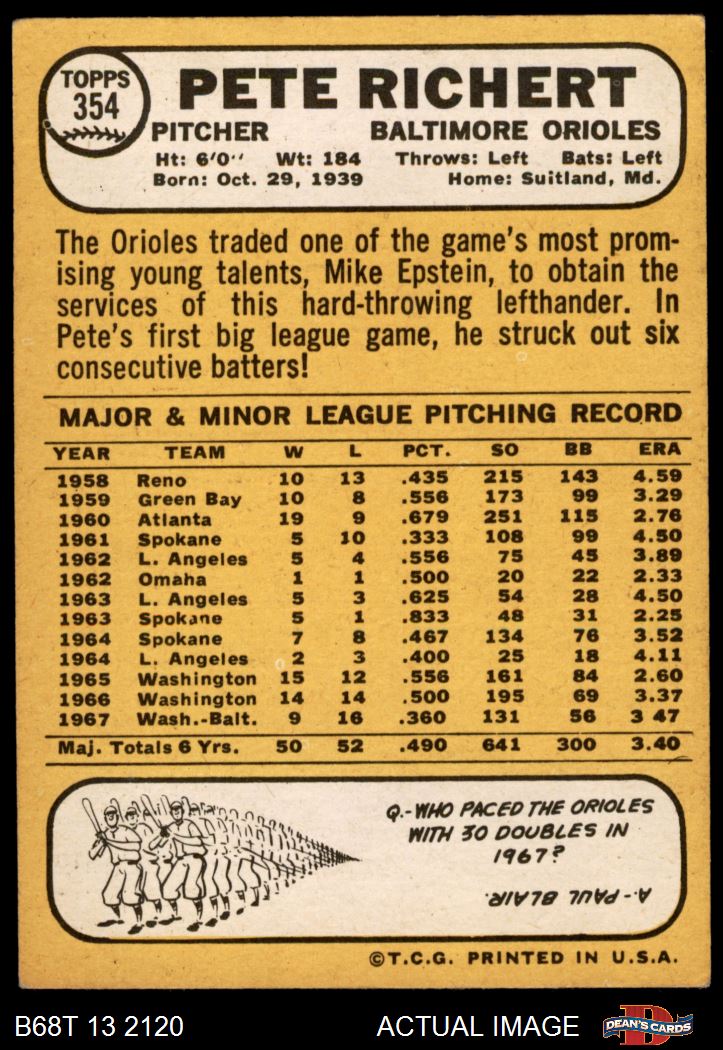 TOPPS
354
PETE RICHERT
PITCHER BALTIMORE ORIOLES
Ht: 6'0" Wt: 184 Throws: Left Bats: Left
Born: Oct. 29, 1939 Home: Suitland, Md.
The Orioles traded one of the game's most prom-
ising young talents, Mike Epstein, to obtain the
services of this hard-throwing lefthander. In
Pete's first big league game, he struck out six
consecutive batters!
MAJOR & MINOR LEAGUE PITCHING RECORD
YEAR TEAM W L PCT. SO BB ERA
1958 Reno 10 13 .435 215 143 4.59
1959 Green Bay 10 8 .556 173 99 3.29
1960 Atlanta 19 9 .679 251 115 2.76
1961 Spokane 5 10 .333 108 99 4.50
1962 L. Angeles 5 4 .556 75 45 3.89
1962 Omaha 1 1 .500 20 22 2.33
1963 L. Angeles 5 3 .625 54 28 4.50
1963 Spokane 5 1 .833 48 31 2.25
1964 Spokane 7 8 .467 134 76 3.52
1964 L. Angeles 2 3 .400 25 18 4.11
1965 Washington 15 12 .556 161 84 2.60
1966 Washington 14 14 .500 195 69 3.37
1967 Wash.-Balt. 9 16 .360 131 56 3 47
Maj. Totals 6 Yrs. 50 52 .490 641 300 3.40
Q.-WHO PACED THE ORIOLES
WITH 30 DOUBLES IN
1967?
A.- PAUL BLAIR.
©T.C.G. PRINTED IN U.S.A.
B68T 13 2120 ACTUAL IMAGE D DEAN'S CARDS